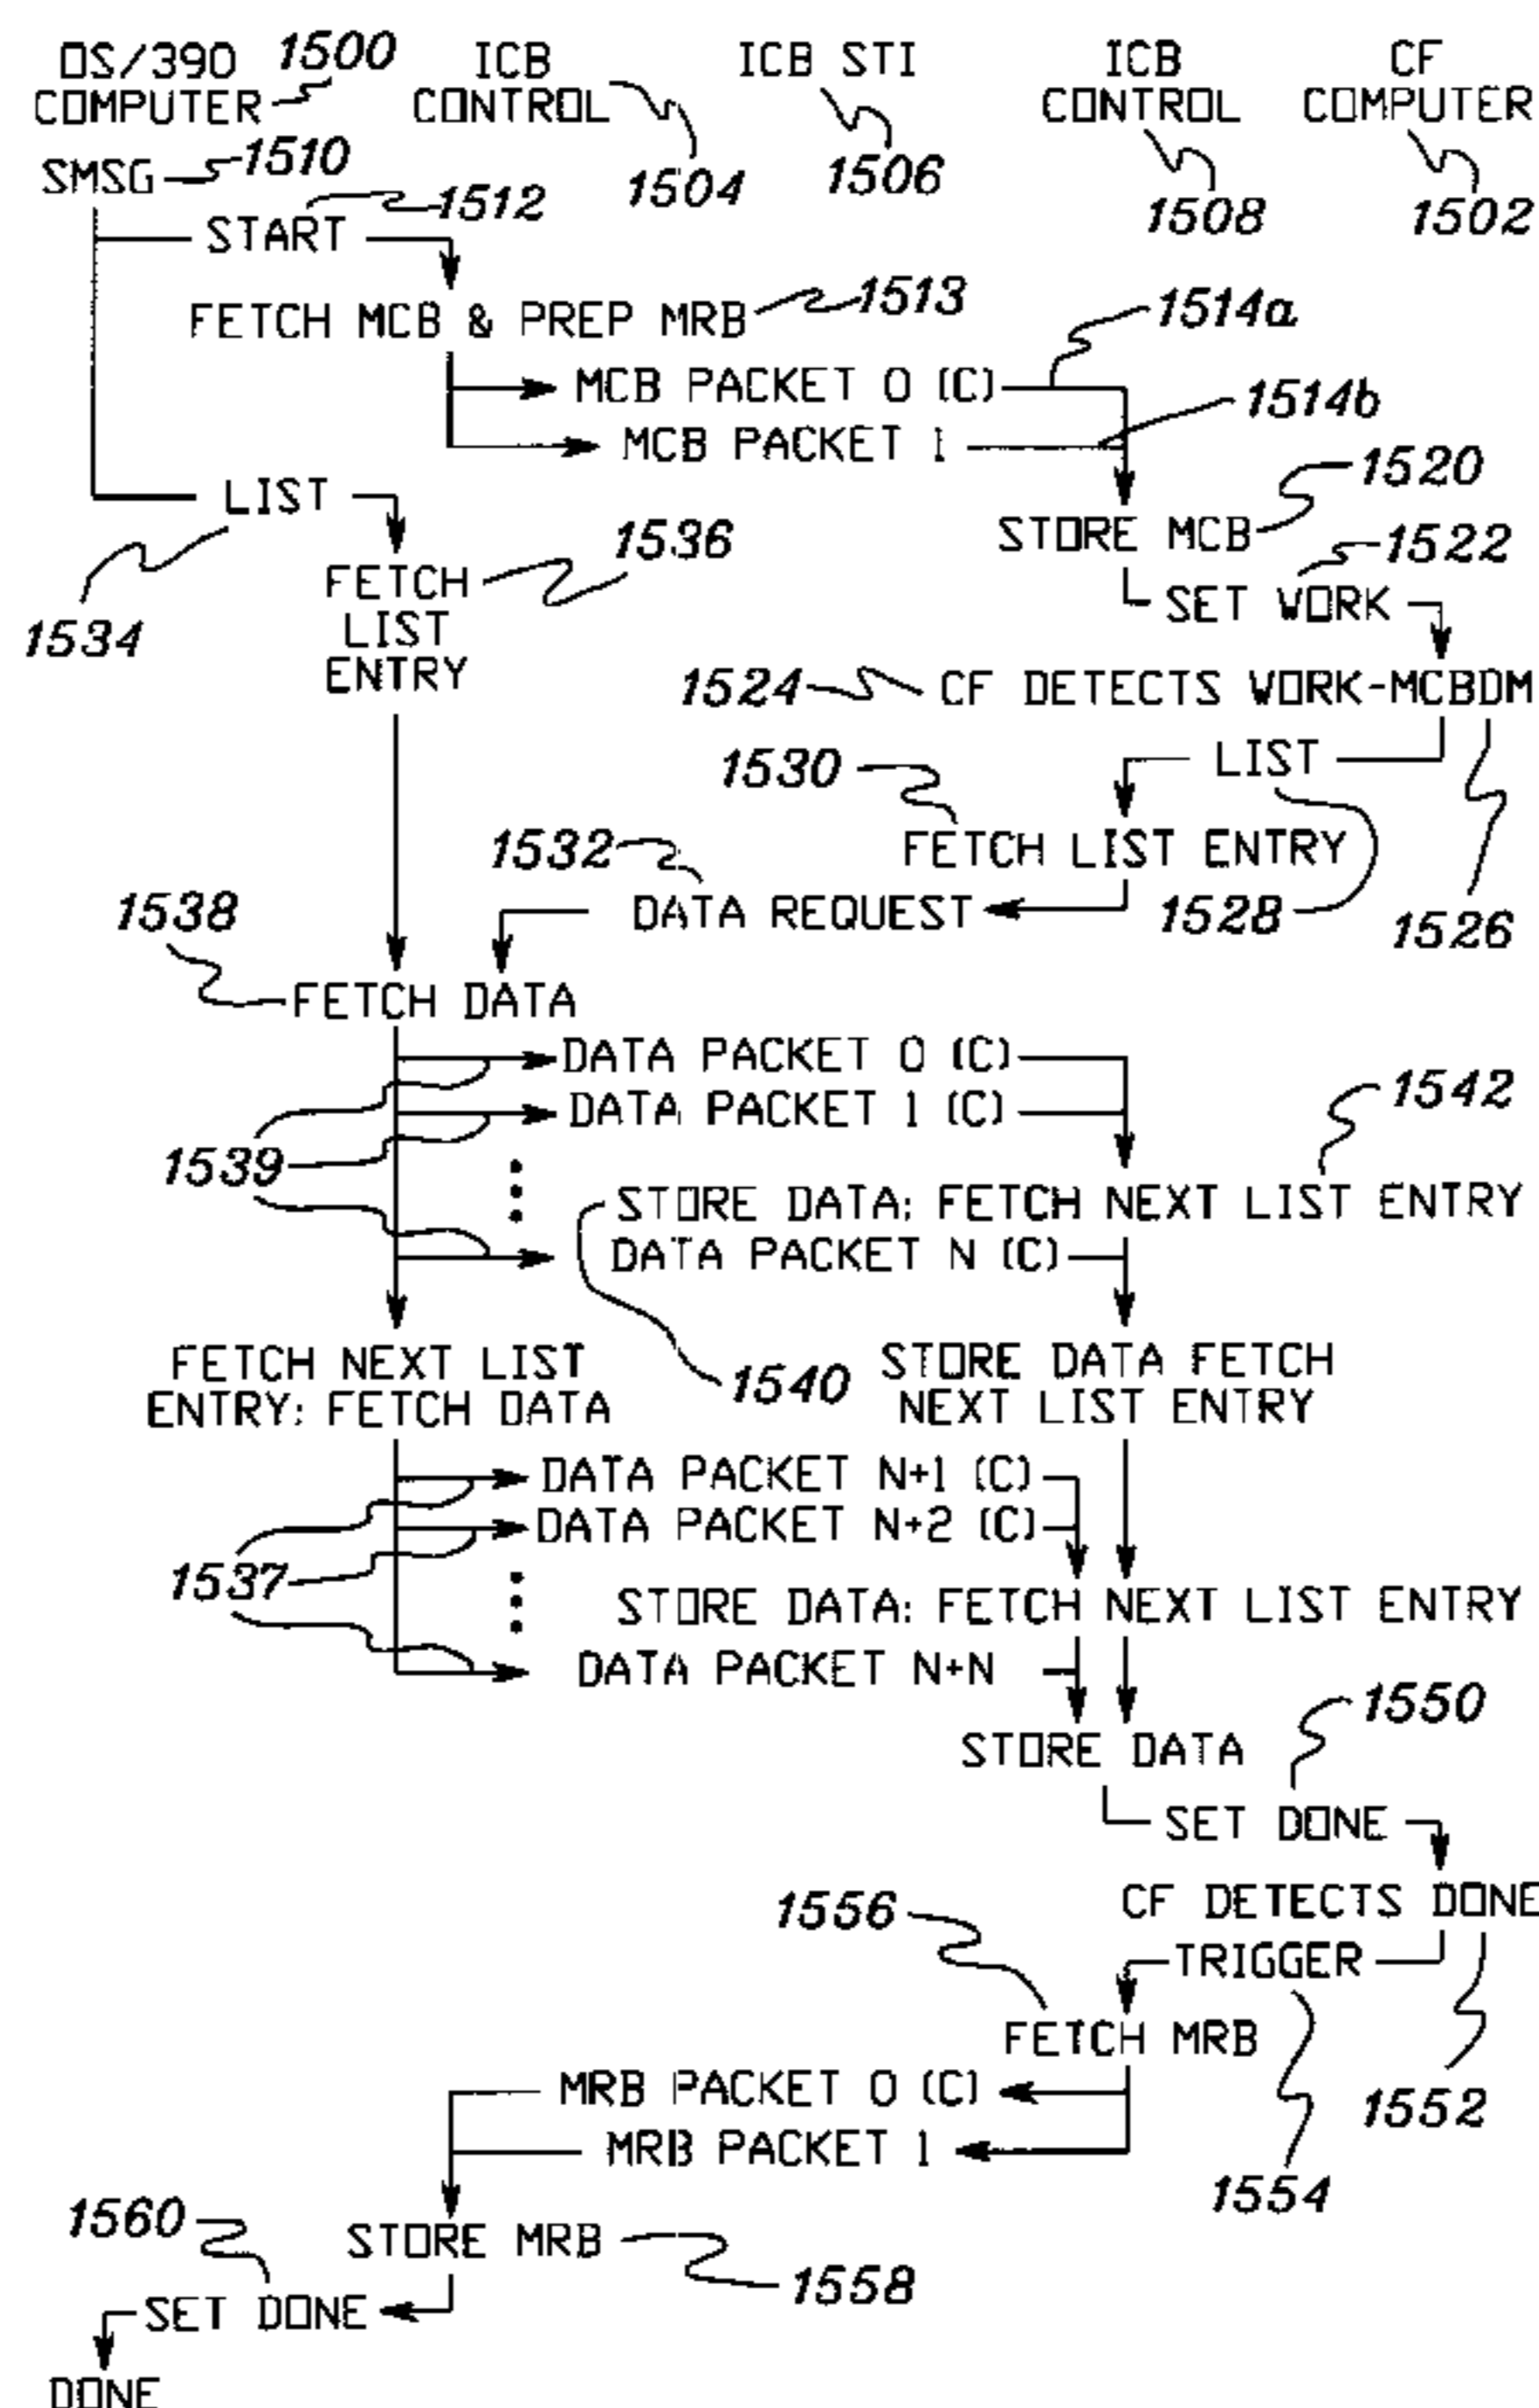 OS/390 1500 ICB ICB STI ICB CF
COMPUTER CONTROL CONTROL COMPUTER
SMSG 1510 1504 1506 1508 1502
1512
START
FETCH MCB & PREP MRB 1513
1514a
MCB PACKET 0 (C)
1514b
MCB PACKET 1
1520
LIST
STORE MCB
1522
1536
FETCH
LIST
ENTRY
SET WORK
1534
1524 CF DETECTS WORK-MCBDM
LIST
1530
1532 FETCH LIST ENTRY
DATA REQUEST 1528 1526
1538
FETCH DATA
DATA PACKET 0 (C)
1542
DATA PACKET 1 (C)
1539
STORE DATA; FETCH NEXT LIST ENTRY
DATA PACKET N (C)
FETCH NEXT LIST
ENTRY; FETCH DATA
1540
STORE DATA FETCH
NEXT LIST ENTRY
DATA PACKET N+1 (C)
DATA PACKET N+2 (C)
1537
STORE DATA; FETCH NEXT LIST ENTRY
DATA PACKET N+N
1550
STORE DATA
SET DONE
1556 CF DETECTS DONE
TRIGGER
FETCH MRB
MRB PACKET 0 (C) 1552
MRB PACKET 1
1554
1560
STORE MRB
1558
SET DONE
DONE